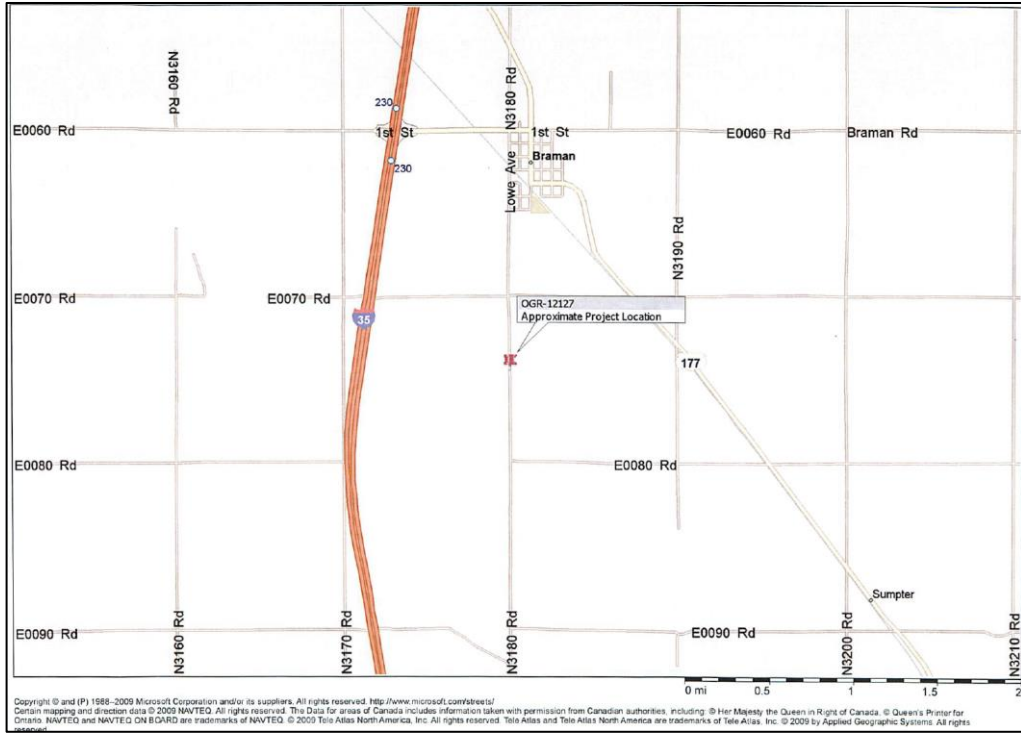 N3160 Rd
230
N3180 Rd
E0060 Rd
1st St
1st St
E0060 Rd
Braman Rd
230
Braman
Lowe Ave
N3190 Rd
E0070 Rd
E0070 Rd
OGR-12127
Approximate Project Location
35
177
E0080 Rd
E0080 Rd
Sumpter
E0090 Rd
E0090 Rd
N3160 Rd
N3170 Rd
N3180 Rd
N3200 Rd
N3210 Rd
0 mi 0.5 1 1.5 2
Copyright © and (P) 1988–2009 Microsoft Corporation and/or its suppliers. All rights reserved. http://www.microsoft.com/streets/
Certain mapping and direction data © 2009 NAVTEQ. All rights reserved. The Data for areas of Canada includes information taken with permission from Canadian authorities, including: © Her Majesty the Queen in Right of Canada, © Queen's Printer for
Ontario. NAVTEQ and NAVTEQ ON BOARD are trademarks of NAVTEQ. © 2009 Tele Atlas North America, Inc. All rights reserved. Tele Atlas and Tele Atlas North America are trademarks of Tele Atlas, Inc. © 2009 by Applied Geographic Systems. All rights
reserved.